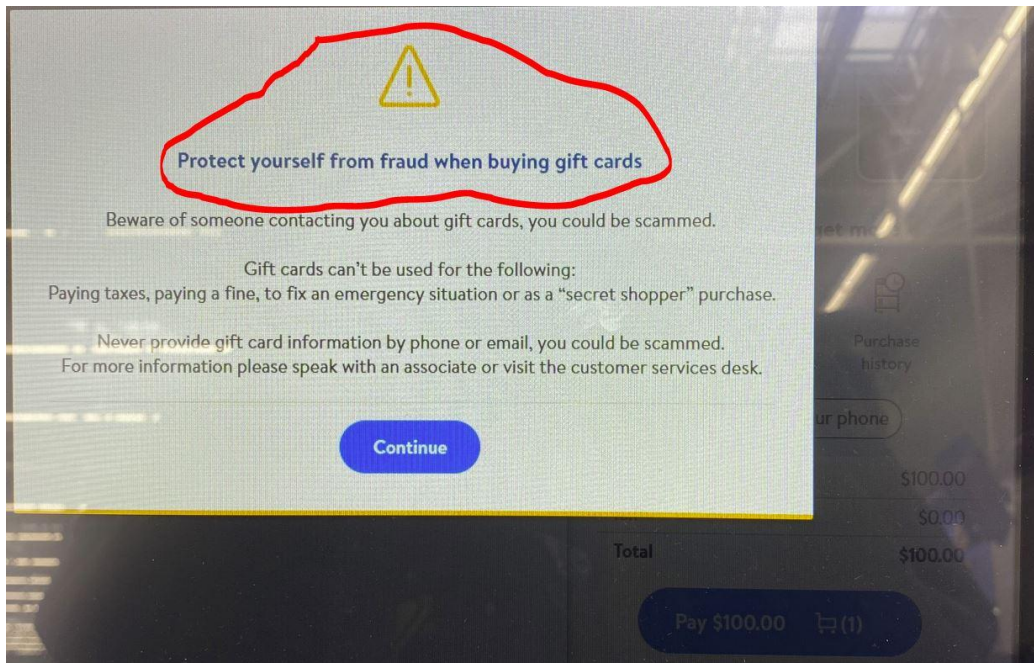 Protect yourself from fraud when buying gift cards
Beware of someone contacting you about gift cards, you could be scammed.
Gift cards can't be used for the following:
Paying taxes, paying a fine, to fix an emergency situation or as a “secret shopper” purchase.
Never provide gift card information by phone or email, you could be scammed.
For more information please speak with an associate or visit the customer services desk.
Continue
Purchase
history
ur phone
$100.00
$0.00
Total $100.00
Pay $100.00 (1)